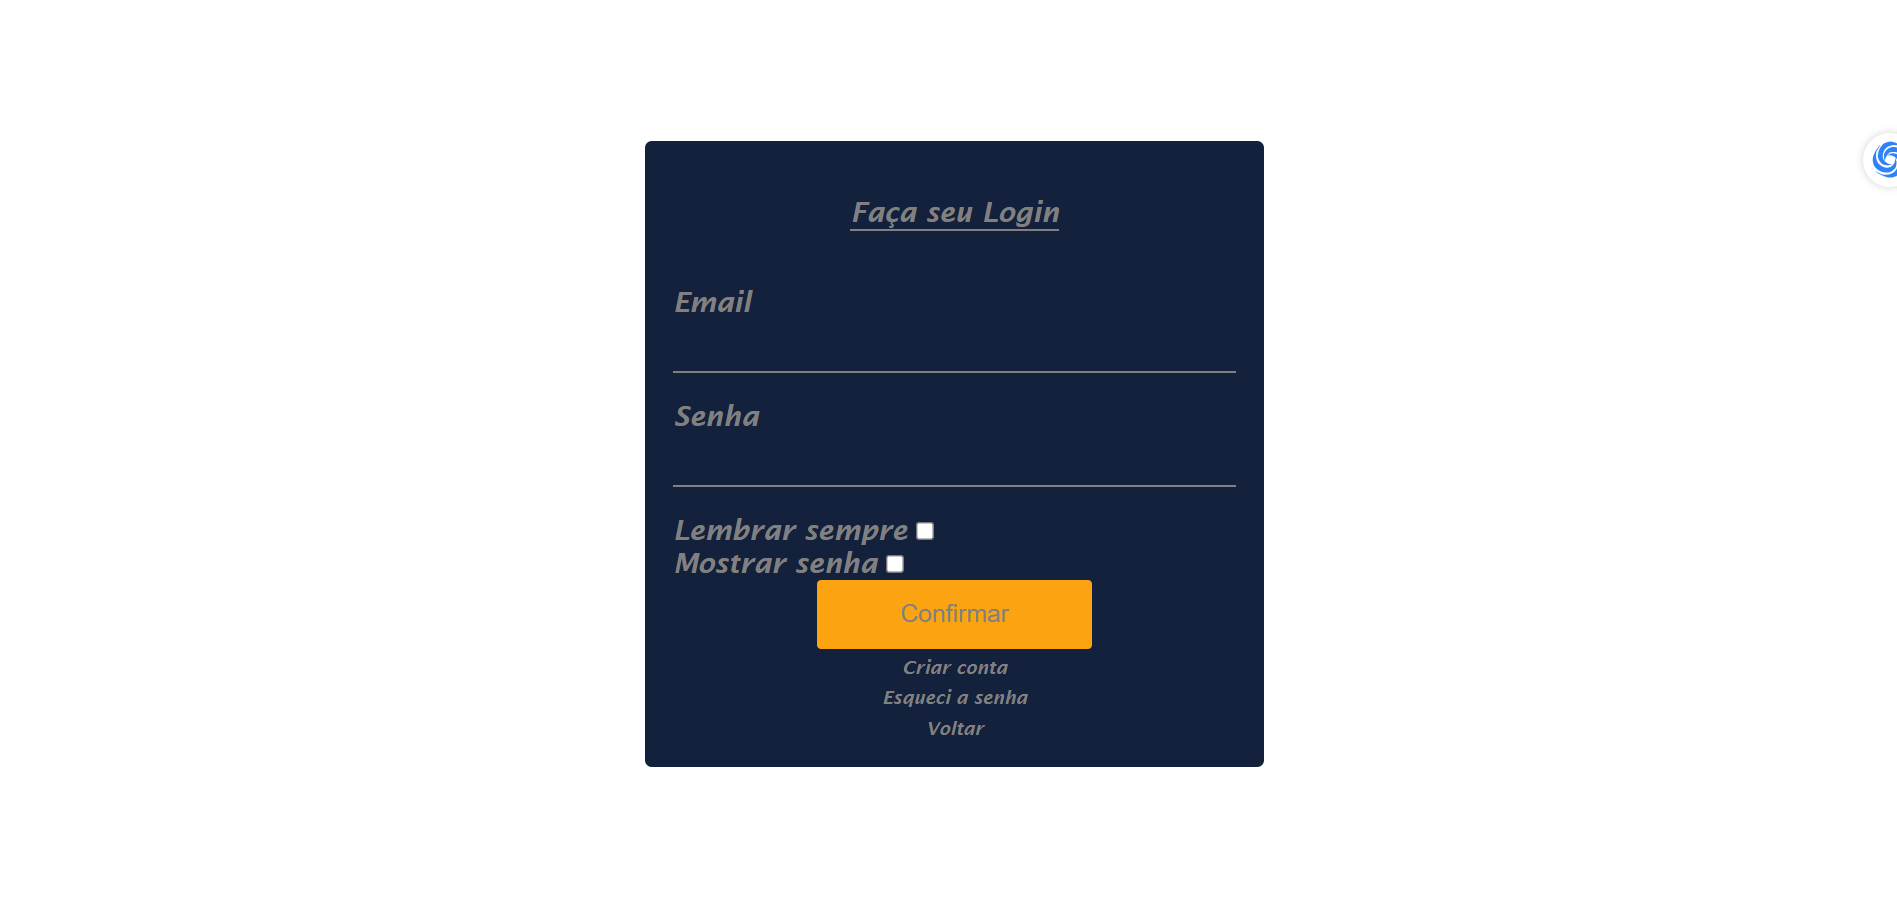 Faça seu Login
Email
Senha
Lembrar sempre
Mostrar senha
Confirmar
Criar conta
Esqueci a senha
Voltar